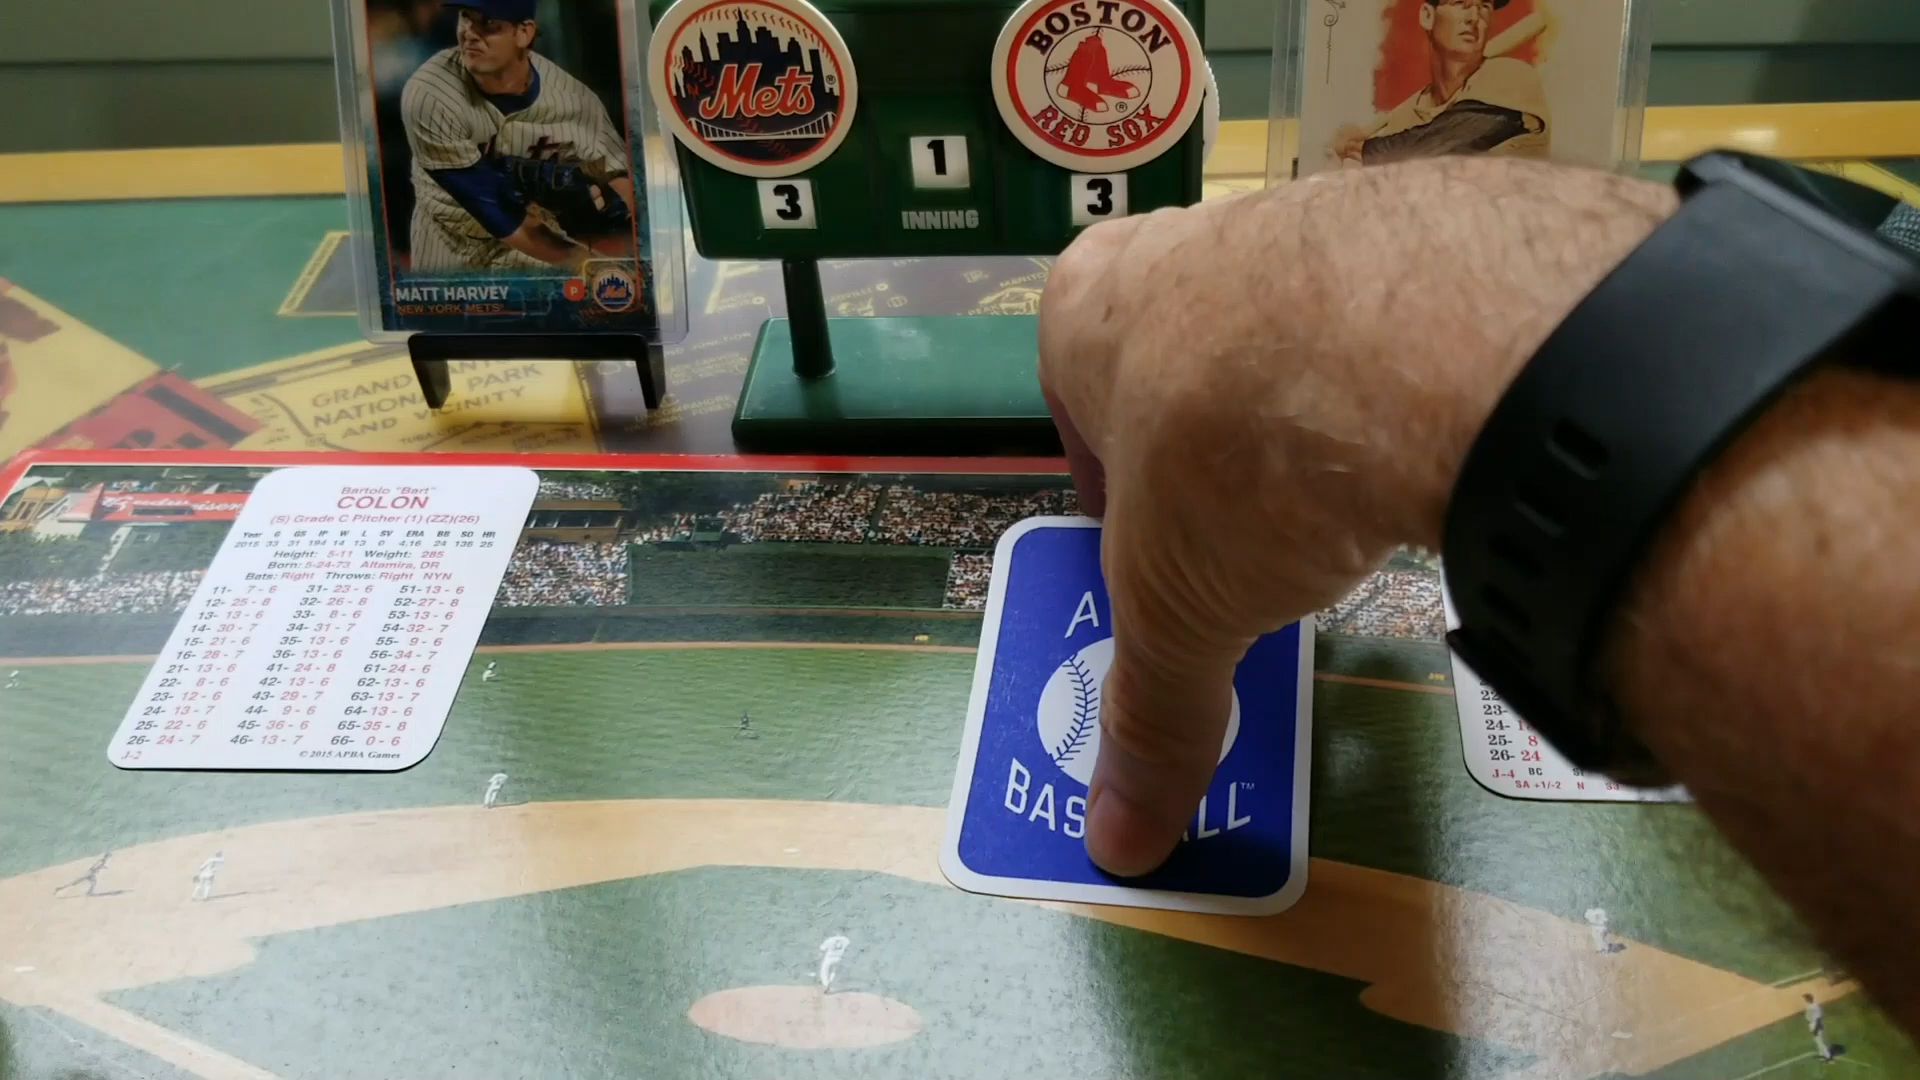 Mets
BOSTON
RED SOX
1
3
3
INNING
MATT HARVEY
P
NEW YORK METS
GRAND
NATIONAL PARK
AND VICINITY
Budweiser
Bartolo "Bart"
COLON
(S) Grade C Pitcher (1) (ZZ)(26)
Year G GS IP W L SV ERA BB SO HR
2015 33 31 194 14 13 0 4.16 24 136 25
Height: 5-11 Weight: 285
Born: 5-24-73 Altamira, DR
Bats: Right Throws: Right NYN
11- 7 - 6 31- 23 - 6 51- 13 - 6
12- 25 - 8 32- 26 - 8 52- 27 - 8
13- 13 - 6 33- 8 - 6 53- 13 - 6
14- 30 - 7 34- 31 - 7 54- 32 - 7
15- 21 - 6 35- 13 - 6 55- 9 - 6
16- 28 - 7 36- 13 - 6 56- 34 - 7
21- 13 - 6 41- 24 - 8 61- 24 - 6
22- 8 - 6 42- 13 - 6 62- 13 - 6
23- 12 - 6 43- 29 - 7 63- 13 - 7
24- 13 - 7 44- 9 - 6 64- 13 - 6
25- 22 - 6 45- 36 - 6 65- 35 - 8
26- 24 - 7 46- 13 - 7 66- 0 - 6
J-2 © 2015 APBA Games
A
BAS LL™
22-
23-
24- 1
25- 8
26- 24
J-4 BC
SA +1/-2 N